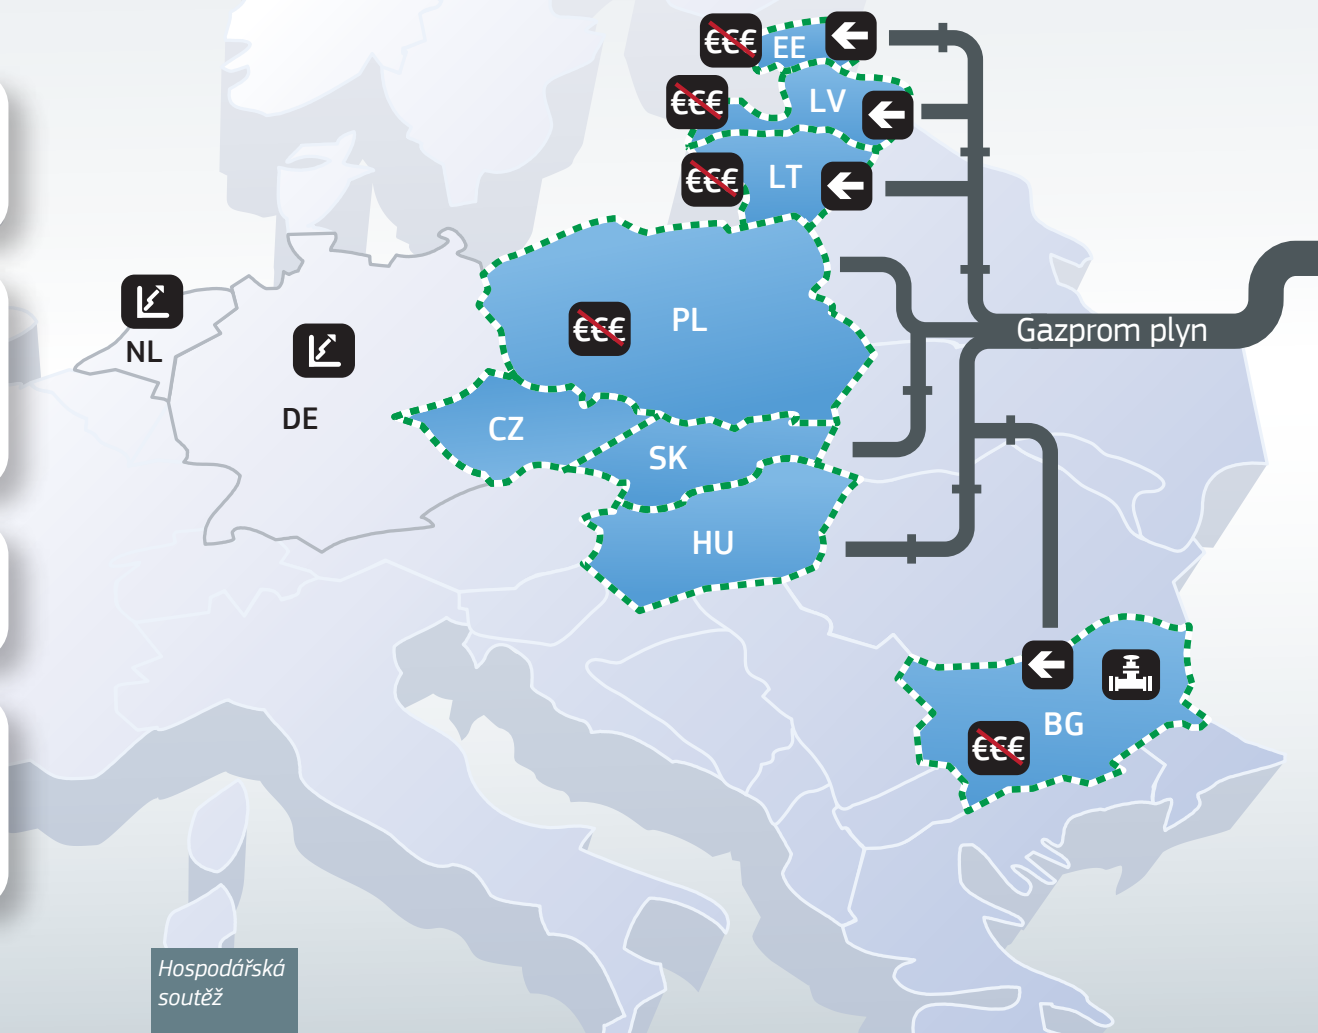 €€€
EE
€€€
LV
€€€
LT
NL
DE
€€€
PL
Gazprom plyn
CZ
SK
HU
BG
€€€
Hospodářská
soutěž